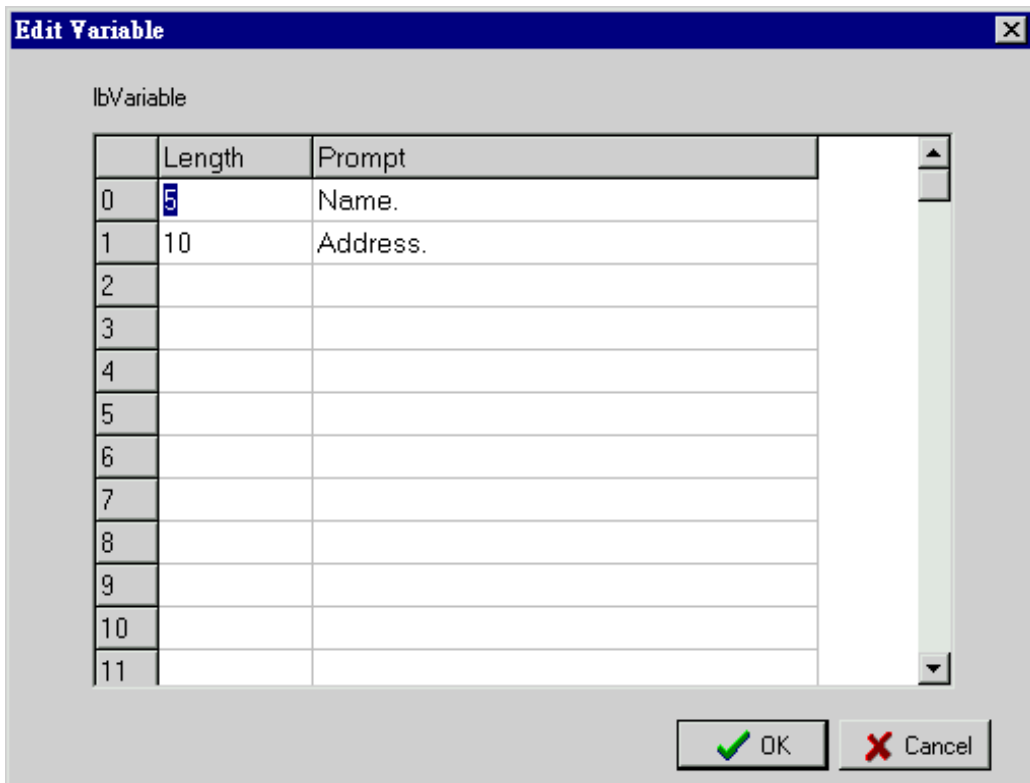 Edit Variable
lbVariable
Length Prompt
0 5 Name.
1 10 Address.
2
3
4
5
6
7
8
9
10
11
OK Cancel